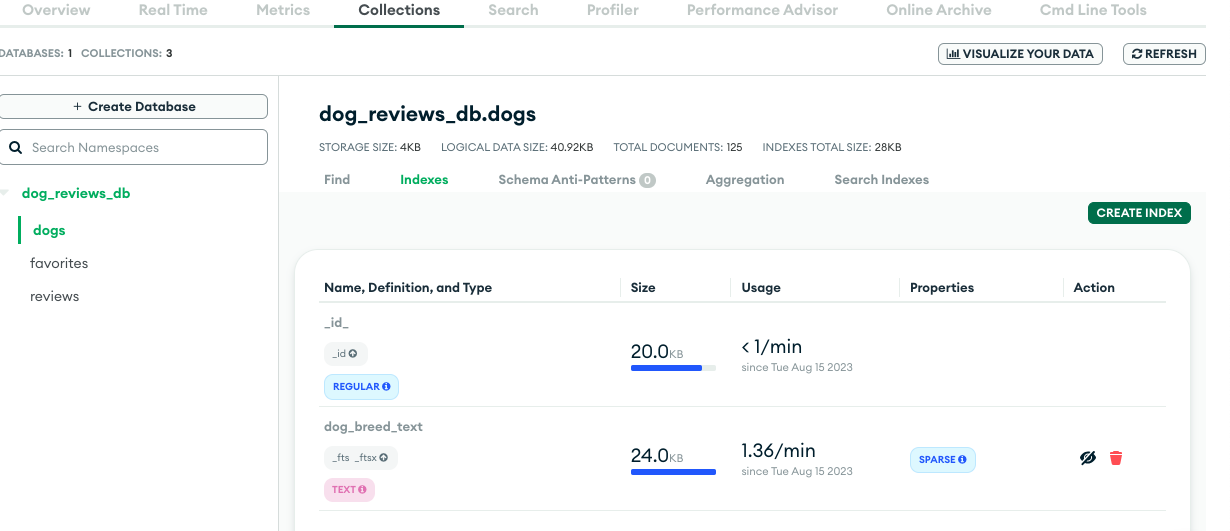 Overview Real Time Metrics Collections Search Profiler Performance Advisor Online Archive Cmd Line Tools
DATABASES: 1 COLLECTIONS: 3
VISUALIZE YOUR DATA
REFRESH
+ Create Database
Search Namespaces
dog_reviews_db
dogs
favorites
reviews
dog_reviews_db.dogs
STORAGE SIZE: 4KB LOGICAL DATA SIZE: 40.92KB TOTAL DOCUMENTS: 125 INDEXES TOTAL SIZE: 28KB
Find Indexes Schema Anti-Patterns 0 Aggregation Search Indexes
CREATE INDEX
Name, Definition, and Type Size Usage Properties Action
_id_
_id
REGULAR
20.0KB
< 1/min
since Tue Aug 15 2023
dog_breed_text
_fts _ftsx
TEXT
24.0KB
1.36/min
since Tue Aug 15 2023
SPARSE